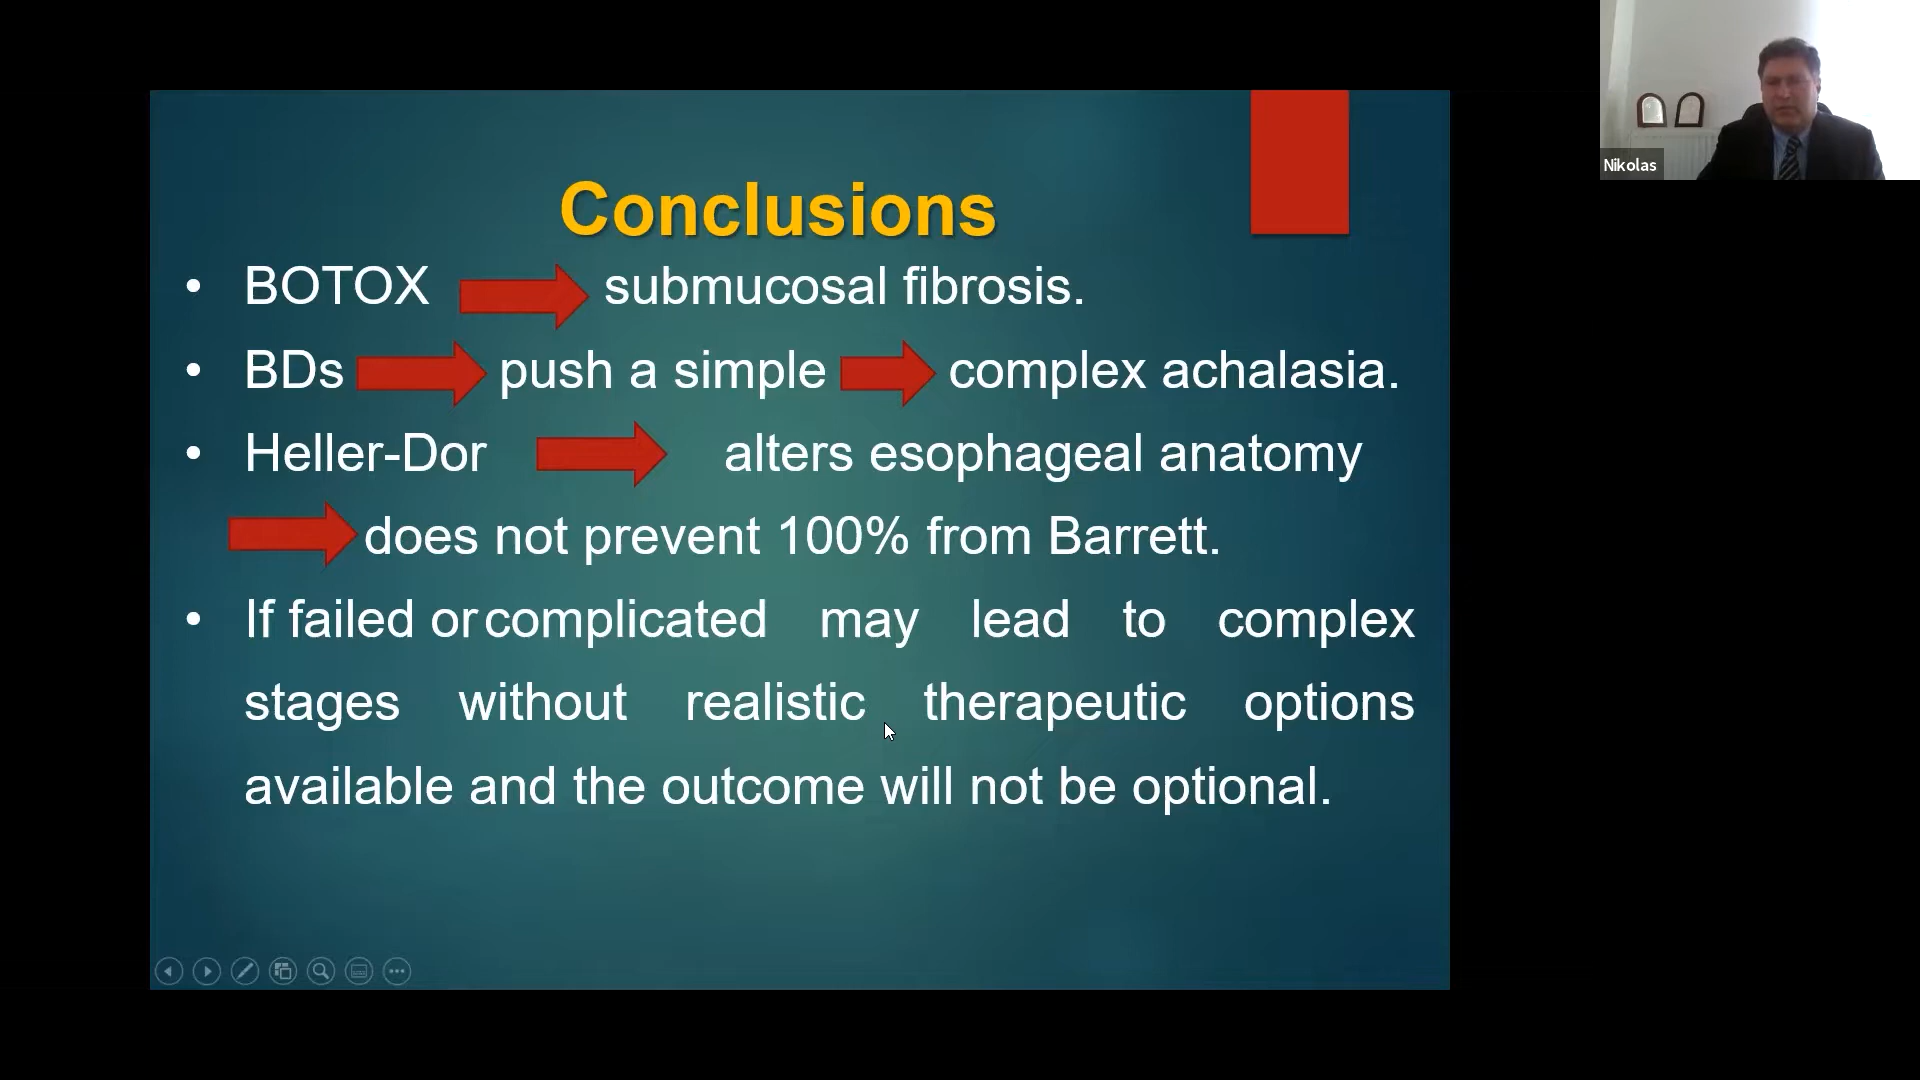 Nikolas
Conclusions
• BOTOX submucosal fibrosis.
• BDs push a simple complex achalasia.
• Heller-Dor alters esophageal anatomy
does not prevent 100% from Barrett.
• If failed or complicated may lead to complex
stages without realistic therapeutic options
available and the outcome will not be optional.